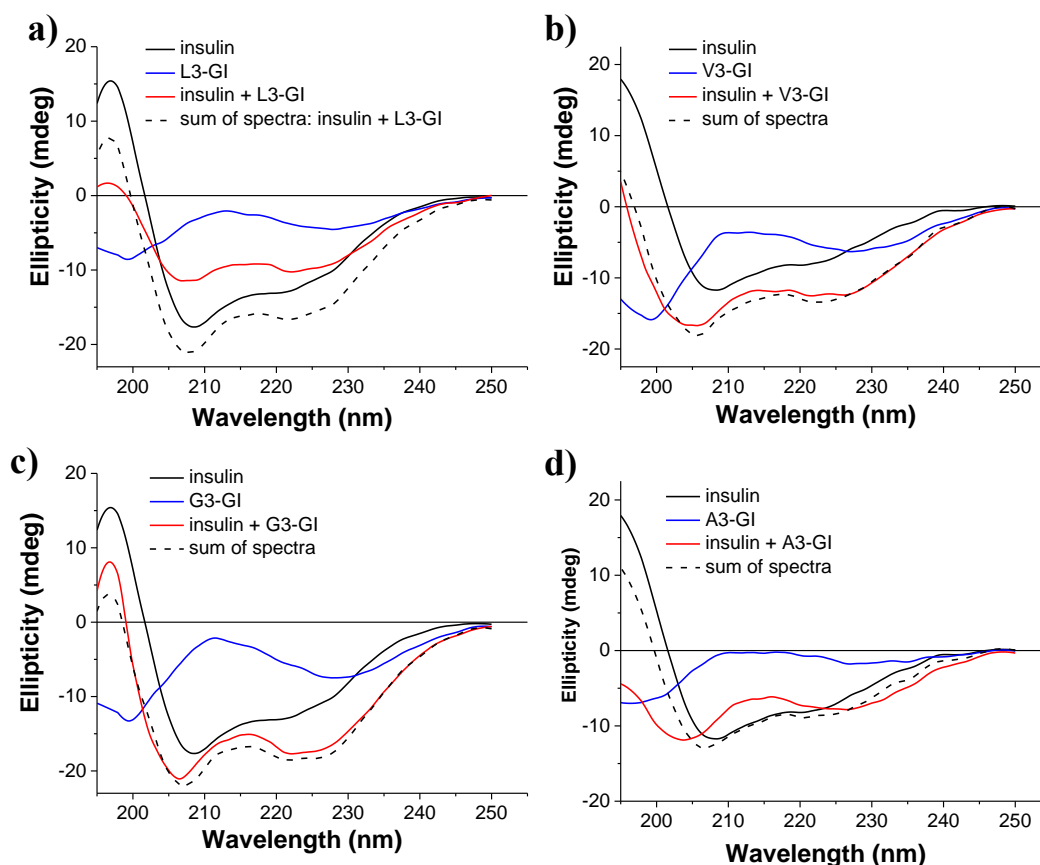 a)
insulin
L3-GI
insulin + L3-GI
sum of spectra: insulin + L3-GI
20
10
0
-10
-20
Ellipticity (mdeg)
200 210 220 230 240 250
Wavelength (nm)
b)
insulin
V3-GI
insulin + V3-GI
sum of spectra
20
10
0
-10
-20
Ellipticity (mdeg)
200 210 220 230 240 250
Wavelength (nm)
c)
insulin
G3-GI
insulin + G3-GI
sum of spectra
20
10
0
-10
-20
Ellipticity (mdeg)
200 210 220 230 240 250
Wavelength (nm)
d)
insulin
A3-GI
insulin + A3-GI
sum of spectra
20
10
0
-10
-20
Ellipticity (mdeg)
200 210 220 230 240 250
Wavelength (nm)